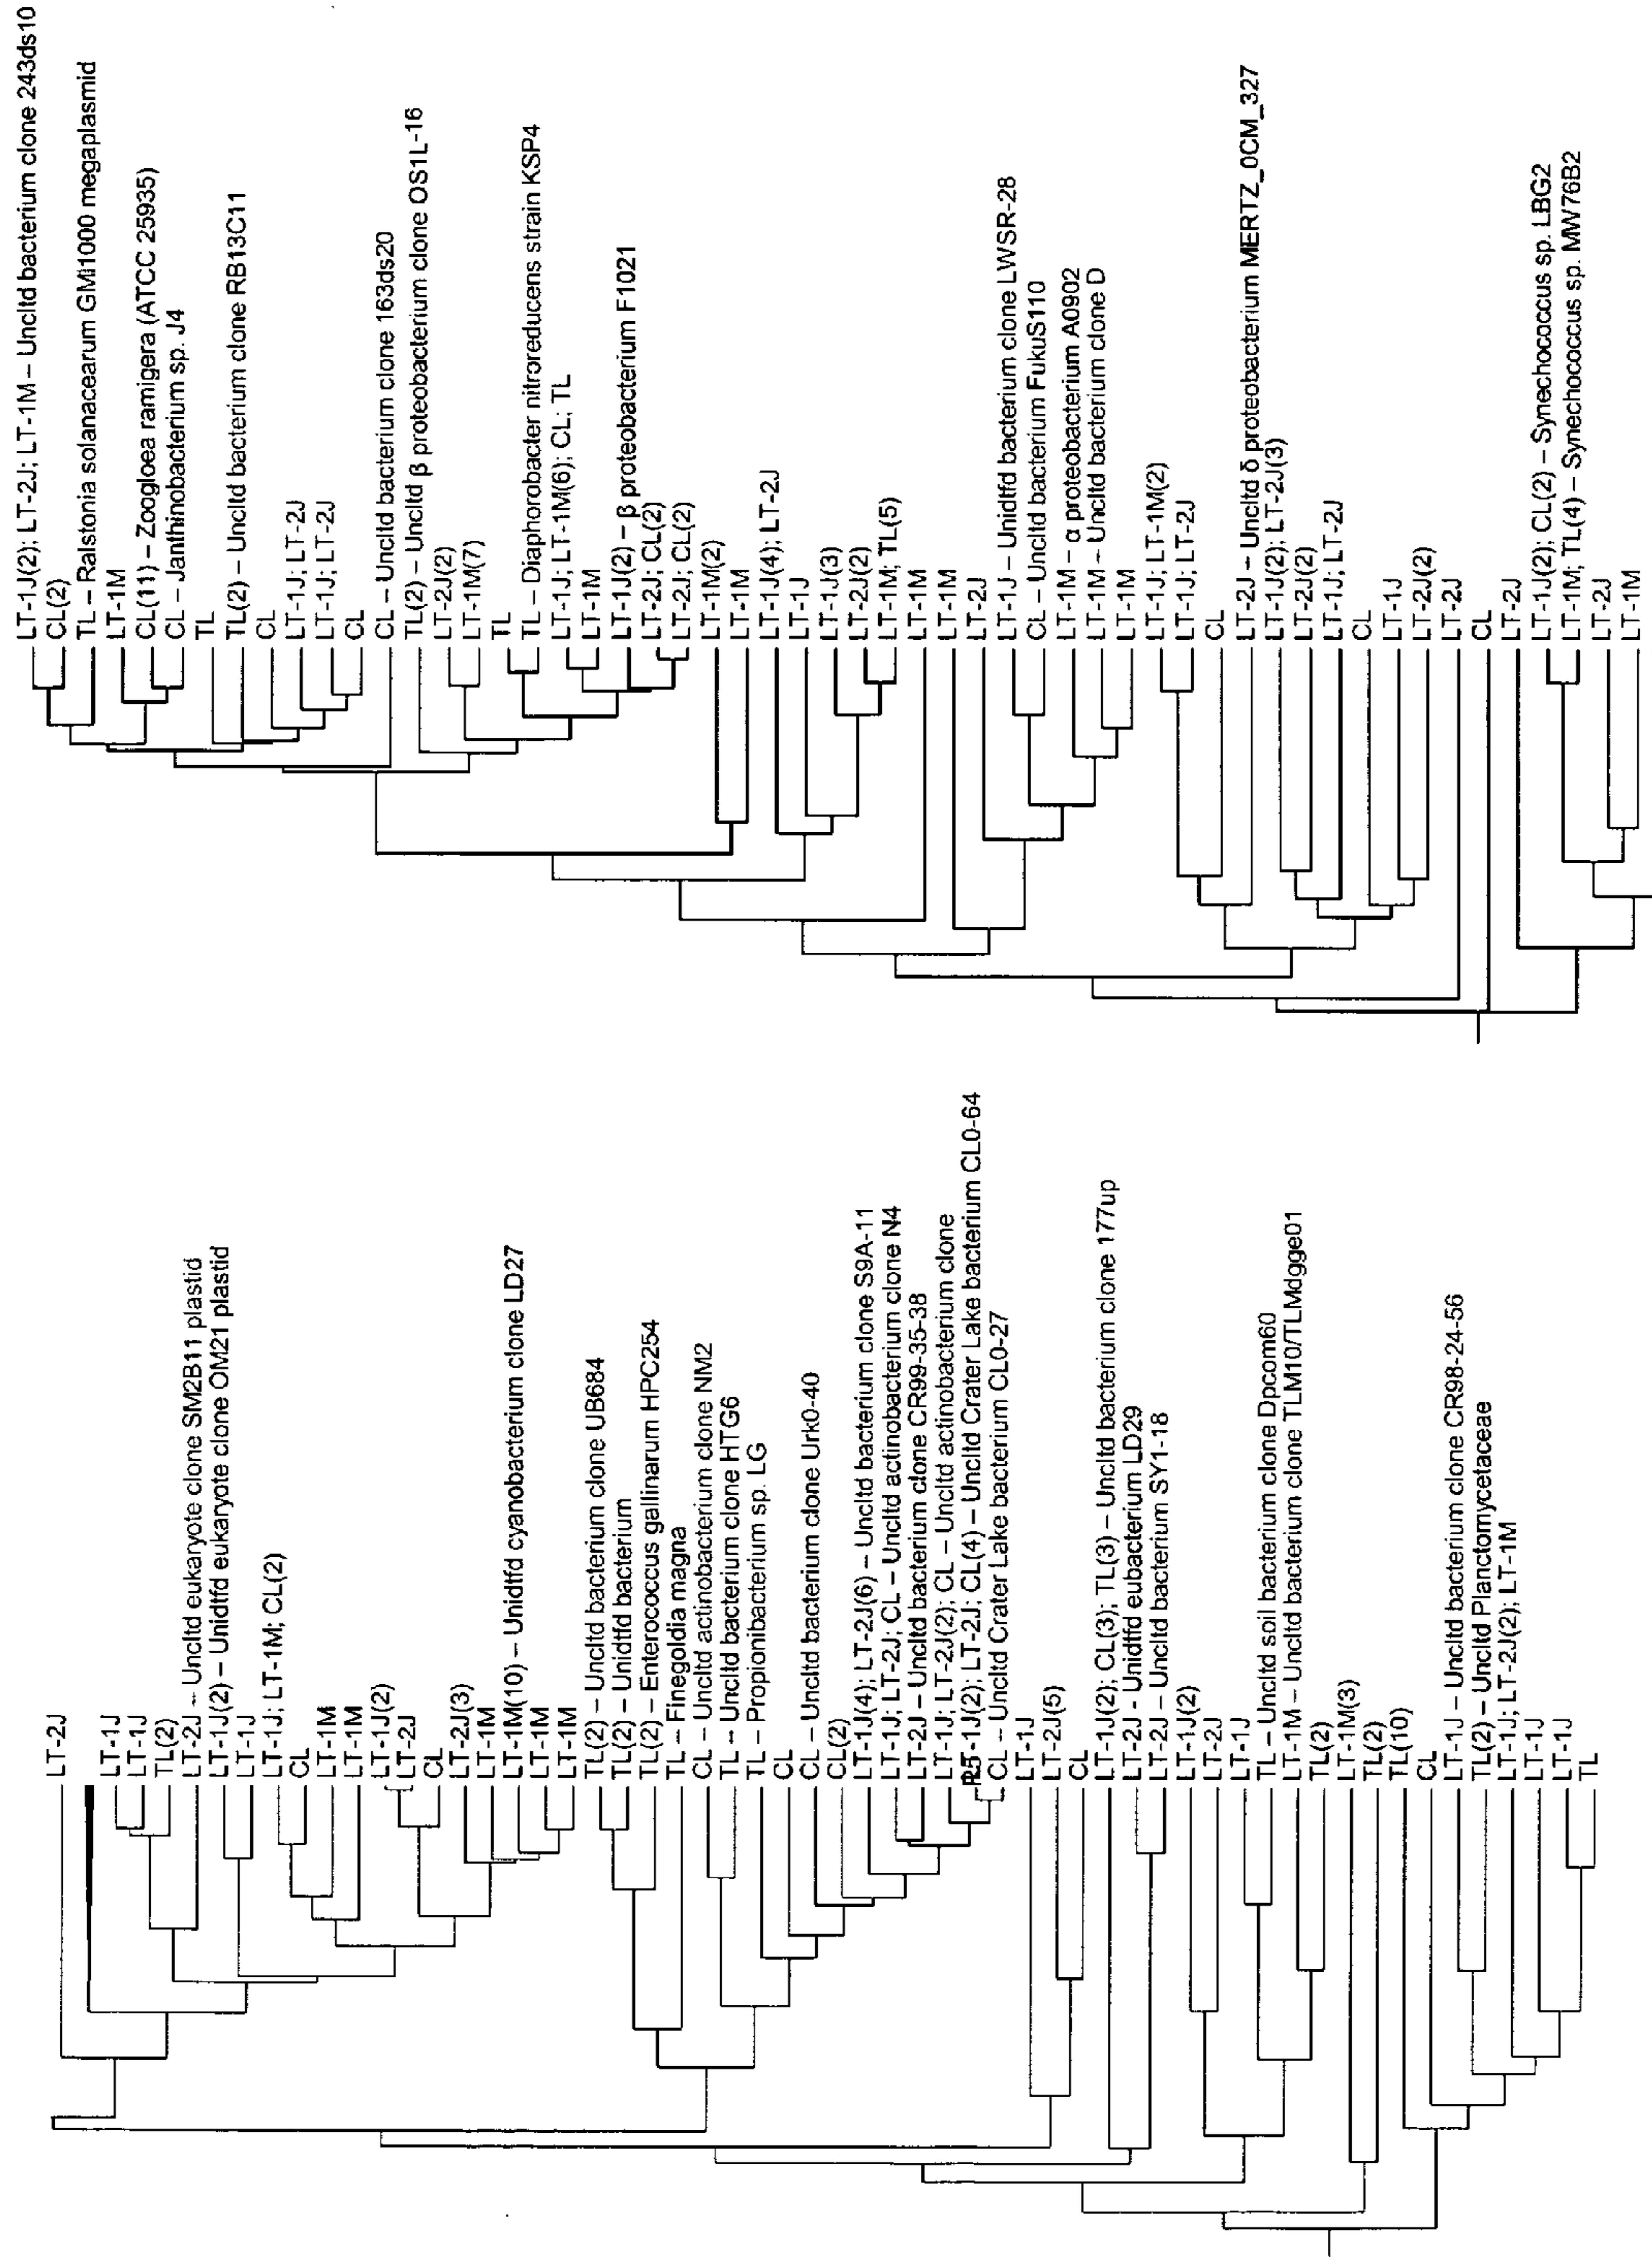 LT-1J(2); LT-2J; LT-1M – Uncltd bacterium clone 243ds10
CL(2)
TL – Ralstonia solanacearum GMI1000 megaplasmid
LT-1M
CL(11) – Zoogloea ramigera (ATCC 25935)
CL – Janthinobacterium sp. J4
TL
TL(2) – Uncltd bacterium clone RB13C11
CL
LT-1J; LT-2J
LT-1J; LT-2J
CL
CL – Uncltd bacterium clone 163ds20
TL(2) – Uncltd β proteobacterium clone OS1L-16
LT-2J(2)
LT-1M(7)
TL
TL – Diaphorobacter nitroreducens strain KSP4
LT-1J; LT-1M(6); CL; TL
LT-1M
LT-1J(2) – β proteobacterium F1021
LT-2J; CL(2)
LT-2J; CL(2)
LT-1M(2)
LT-1M
LT-1J(4); LT-2J
LT-1J
LT-1J(3)
LT-2J(2)
LT-1M; TL(5)
LT-1M
LT-1M
LT-2J
LT-1J – Unidtfd bacterium clone LWSR-28
CL – Uncltd bacterium FukuS110
LT-1M – α proteobacterium A0902
LT-1M – Uncltd bacterium clone D
LT-1M
LT-1J; LT-1M(2)
LT-1J; LT-2J
CL
LT-2J – Uncltd δ proteobacterium MERTZ_0CM_327
LT-1J(2); LT-2J(3)
LT-2J(2)
LT-1J; LT-2J
CL
LT-1J
LT-2J(2)
LT-2J
CL
LT-2J
LT-1J(2); CL(2) – Synechococcus sp. LBG2
LT-1M; TL(4) – Synechococcus sp. MW76B2
LT-2J
LT-1M
LT-2J
LT-1J
LT-1J
TL(2)
LT-2J – Uncltd eukaryote clone SM2B11 plastid
LT-1J(2) – Unidtfd eukaryote clone OM21 plastid
LT-1J
LT-1J; LT-1M; CL(2)
CL
LT-1M
LT-1M
LT-1J(2)
LT-2J
CL
LT-2J(3)
LT-1M
LT-1M(10) – Unidtfd cyanobacterium clone LD27
LT-1M
LT-1M
TL(2) – Uncltd bacterium clone UB684
TL(2) – Unidtfd bacterium
TL(2) – Enterococcus gallinarum HPC254
TL – Finegoldia magna
CL – Uncltd actinobacterium clone NM2
TL – Uncltd bacterium clone HTG6
TL – Propionibacterium sp. LG
CL
CL – Uncltd bacterium clone Urk0-40
CL(2)
LT-1J(4); LT-2J(6) – Uncltd bacterium clone S9A-11
LT-1J; LT-2J; CL – Uncltd actinobacterium clone N4
LT-2J – Uncltd bacterium clone CR99-35-38
LT-1J; LT-2J(2); CL – Uncltd actinobacterium clone
LT-1J(2); LT-2J; CL(4) – Uncltd Crater Lake bacterium CL0-64
CL – Uncltd Crater Lake bacterium CL0-27
LT-1J
LT-2J(5)
CL
LT-1J(2); CL(3); TL(3) – Uncltd bacterium clone 177up
LT-2J - Unidtfd eubacterium LD29
LT-2J – Uncltd bacterium SY1-18
LT-1J(2)
LT-2J
LT-1J
TL – Uncltd soil bacterium clone Dpcom60
LT-1M – Uncltd bacterium clone TLM10/TLMdgge01
TL(2)
LT-1M(3)
TL(2)
TL(10)
CL
LT-1J – Uncltd bacterium clone CR98-24-56
TL(2) – Uncltd Planctomycetaceae
LT-1J; LT-2J(2); LT-1M
LT-1J
LT-1J
TL